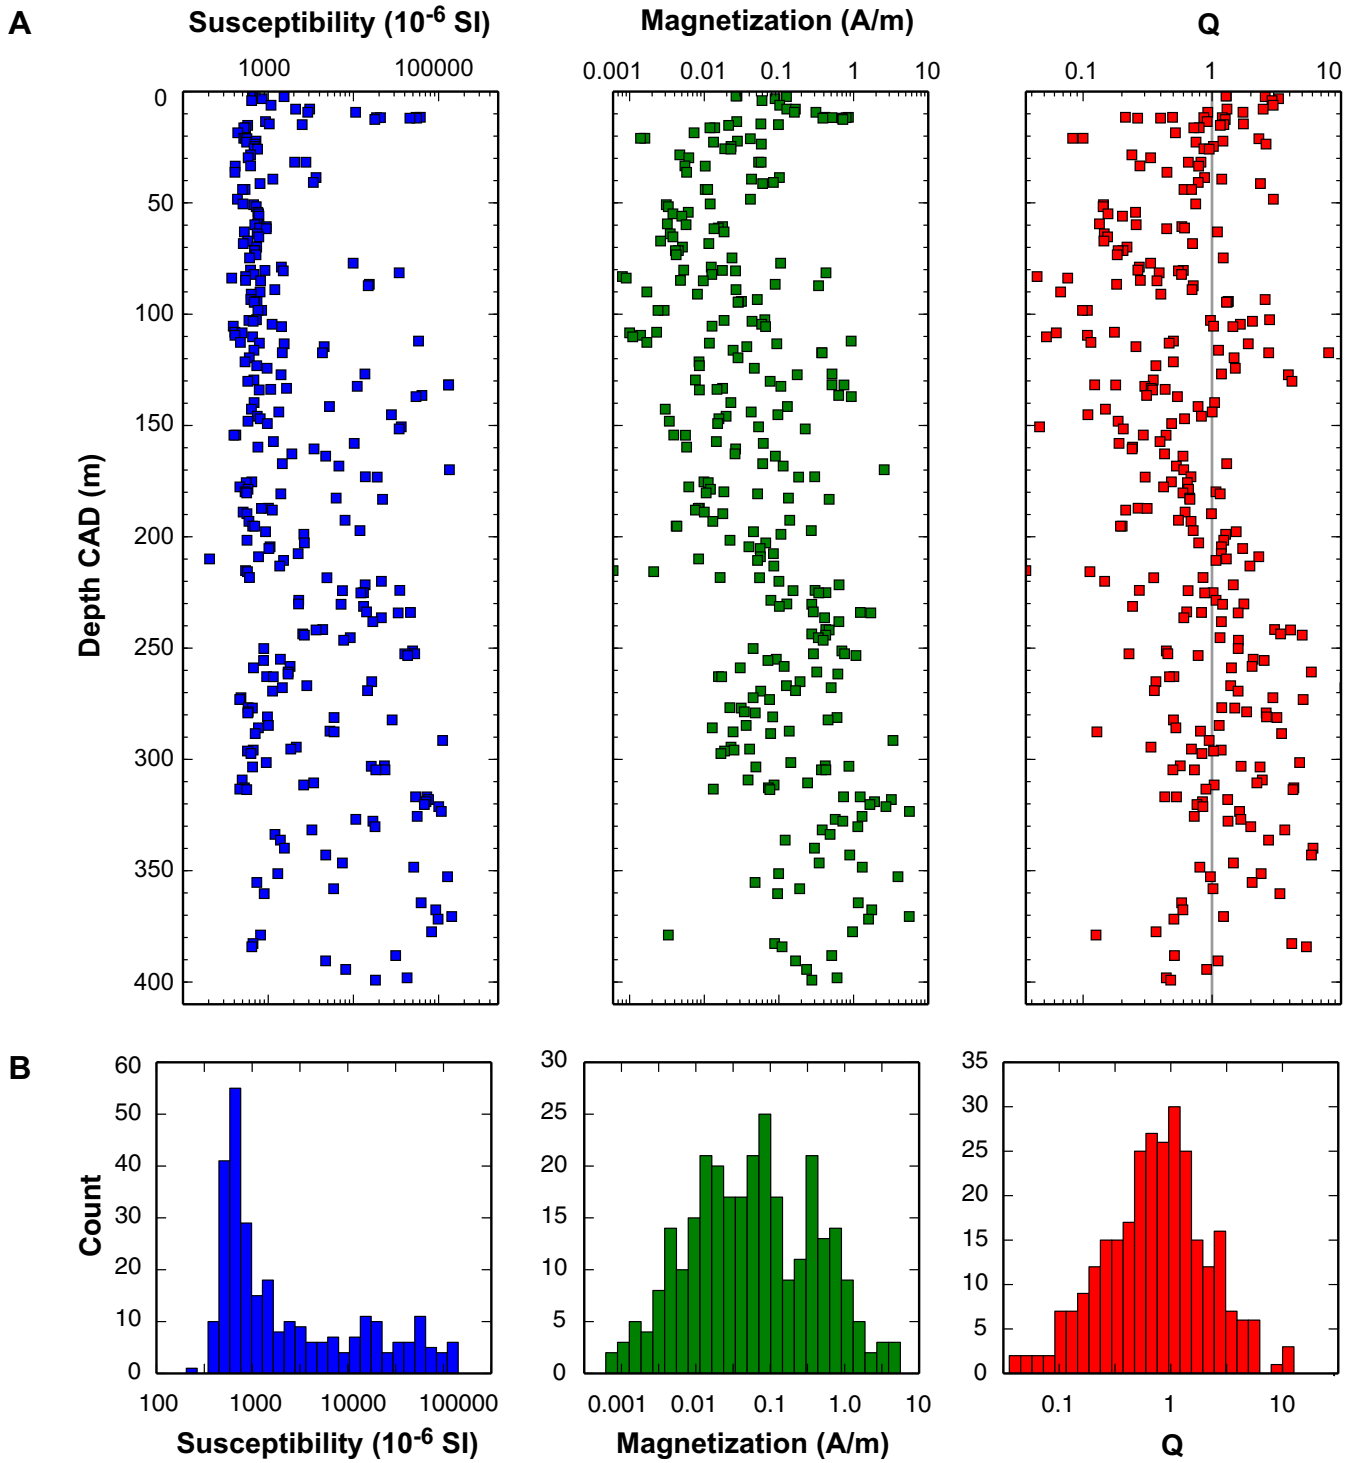 A
Susceptibility (10-6 SI)
Magnetization (A/m)
Q
1000 100000
0.001 0.01 0.1 1 10
0.1 1 10
Depth CAD (m)
0
50
100
150
200
250
300
350
400
B
Count
60
50
40
30
20
10
0
100 1000 10000 100000
Susceptibility (10-6 SI)
30
25
20
15
10
5
0
0.001 0.01 0.1 1.0 10
Magnetization (A/m)
35
30
25
20
15
10
5
0
0.1 1 10
Q